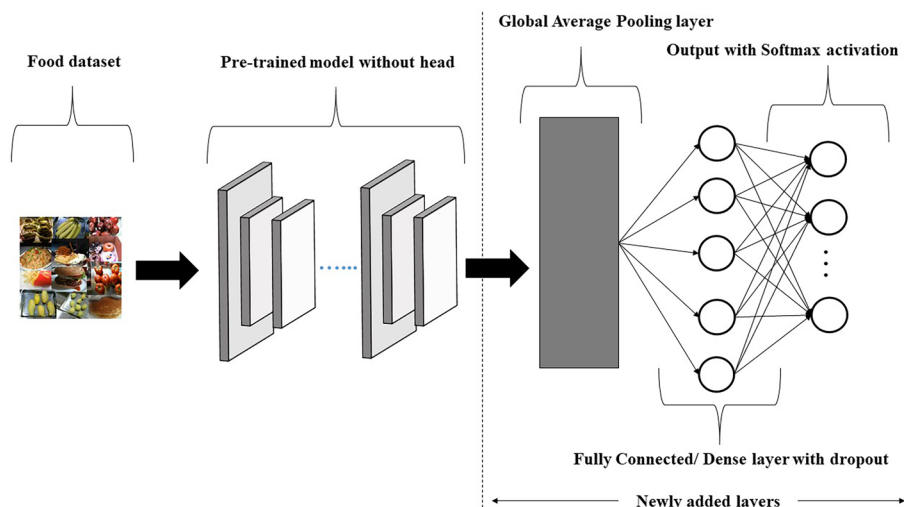 Global Average Pooling layer
Output with Softmax activation
Food dataset
Pre-trained model without head
Fully Connected/ Dense layer with dropout
Newly added layers